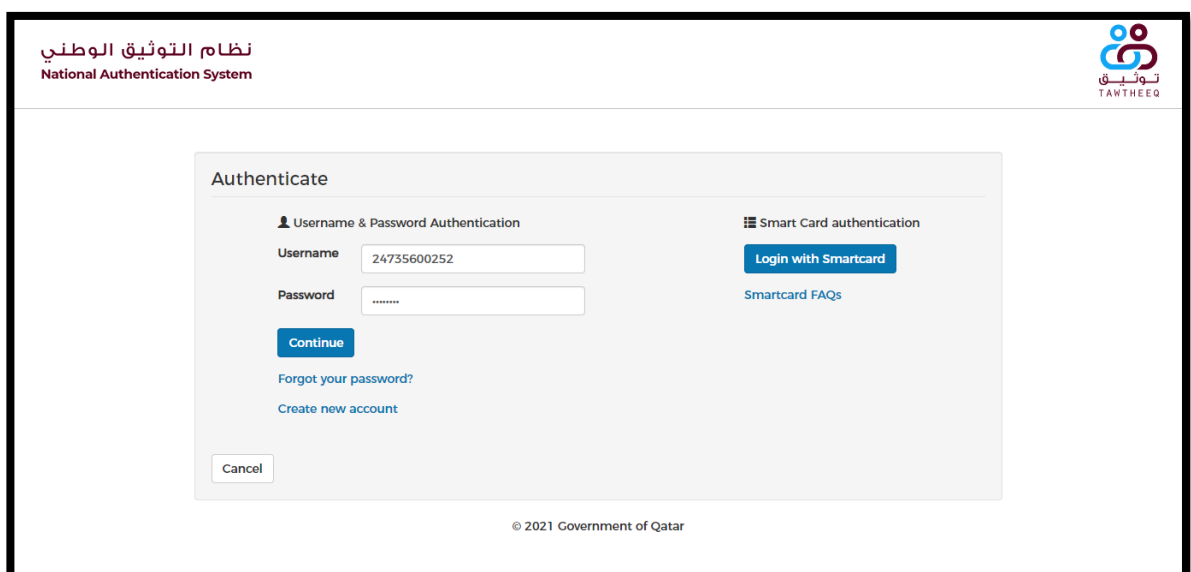 نظام التوثيق الوطني
National Authentication System
توثيق
TAWTHEEQ
Authenticate
Username & Password Authentication
Username
24735600252
Password
........
Continue
Forgot your password?
Create new account
Smart Card authentication
Login with Smartcard
Smartcard FAQs
Cancel
© 2021 Government of Qatar